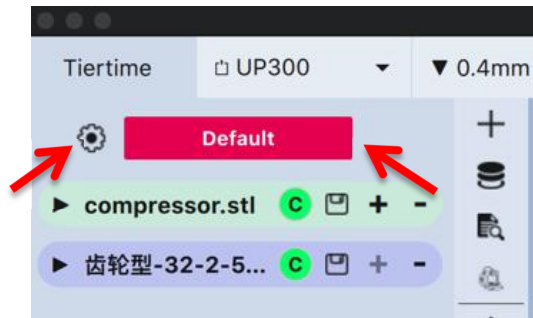 Tiertime UP300 ▼ 0.4mm
Default
compressor.stl C + -
齿轮型-32-2-5... C + -